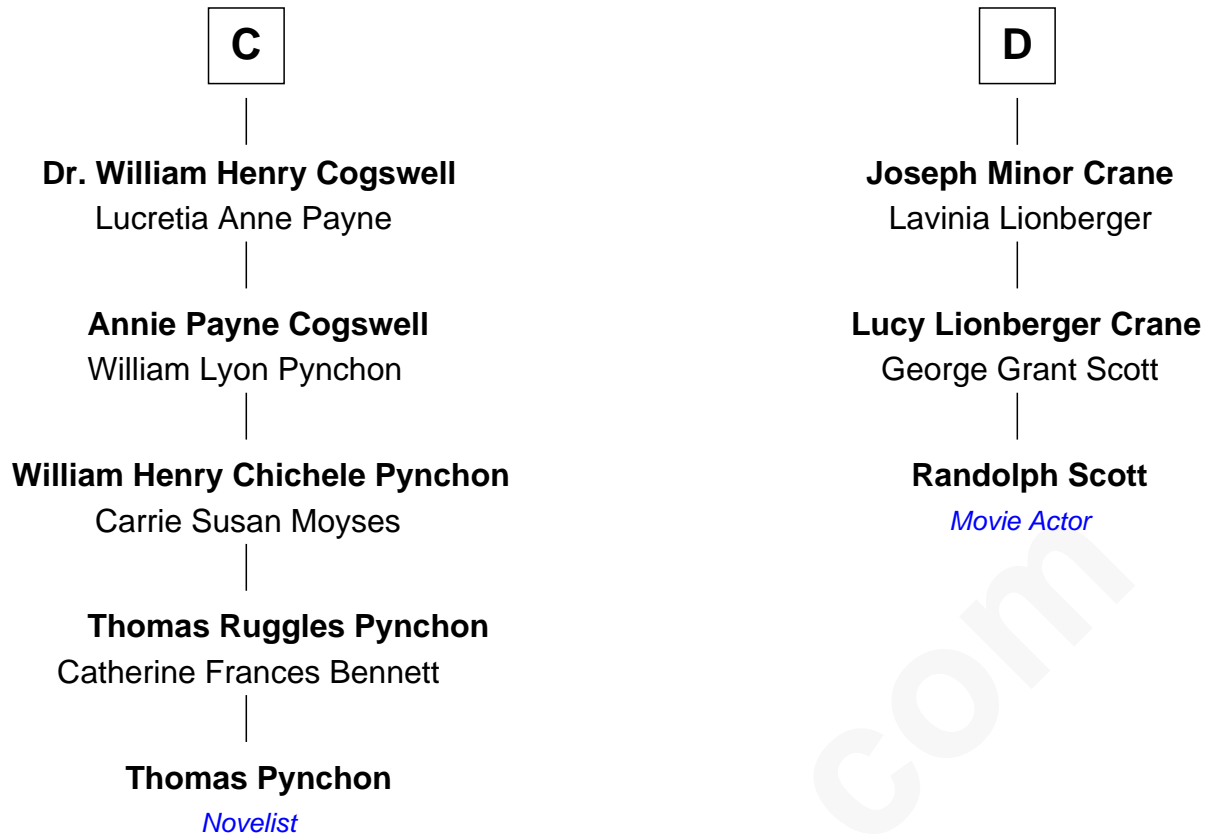 C
Dr. William Henry Cogswell
Lucretia Anne Payne
Annie Payne Cogswell
William Lyon Pynchon
William Henry Chichele Pynchon
Carrie Susan Moyses
Thomas Ruggles Pynchon
Catherine Frances Bennett
Thomas Pynchon
Novelist
D
Joseph Minor Crane
Lavinia Lionberger
Lucy Lionberger Crane
George Grant Scott
Randolph Scott
Movie Actor
com